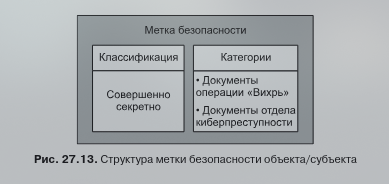 Метка безопасности
Классификация
Совершенно
секретно
Категории
• Документы
операции «Вихрь»
• Документы отдела
киберпреступности
Рис. 27.13. Структура метки безопасности объекта/субъекта